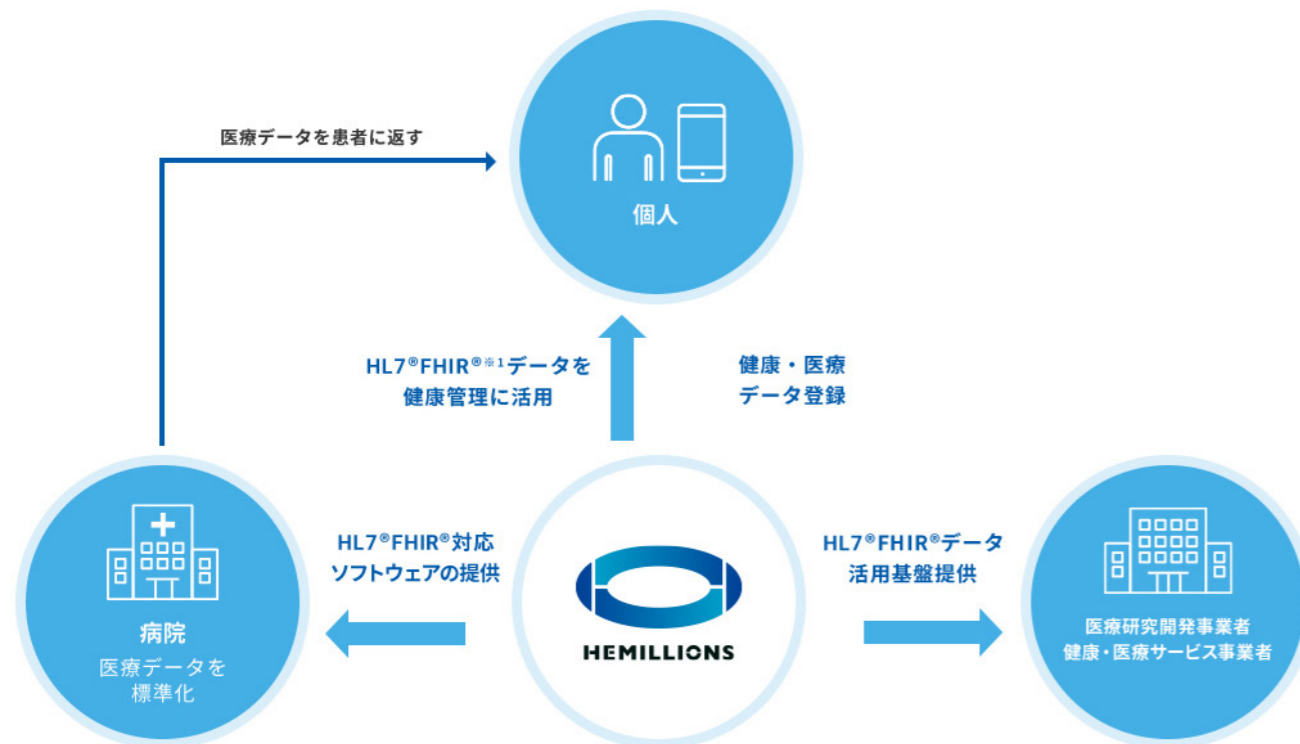 医療データを患者に返す
個人
HL7®FHIR®※1データを
健康管理に活用
健康・医療
データ登録
HL7®FHIR®対応
ソフトウェアの提供
HL7®FHIR®データ
活用基盤提供
病院
医療データを
標準化
HEMILLIONS
医療研究開発事業者
健康・医療サービス事業者